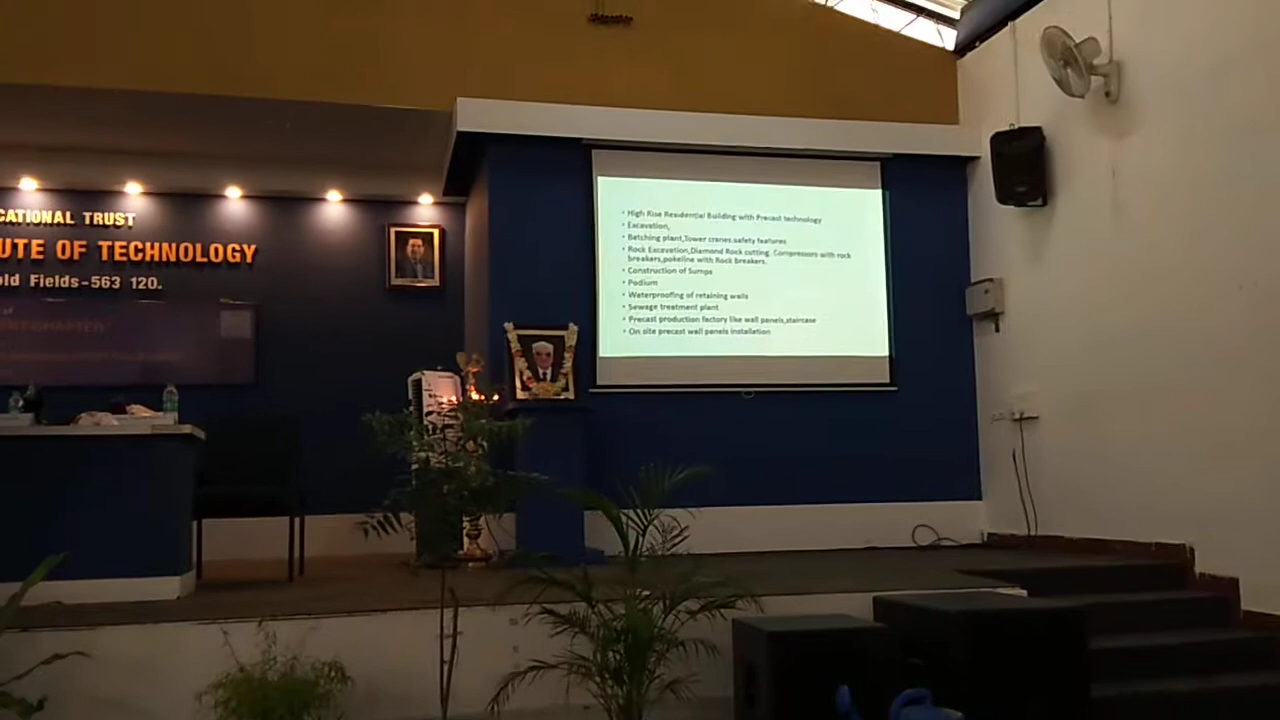 CATIONAL TRUST
UTE OF TECHNOLOGY
old Fields-563 120.
• High Rise Residential Building with Precast technology
• Excavation,
• Batching plant,Tower cranes,safety features
• Rock Excavation,Diamond Rock cutting. Compressors with rock
breakers,pokeline with Rock breakers.
• Construction of Sumps
• Podium
• Waterproofing of retaining walls
• Sewage treatment plant
• Precast production factory like wall panels,staircase
• On site precast wall panels installation